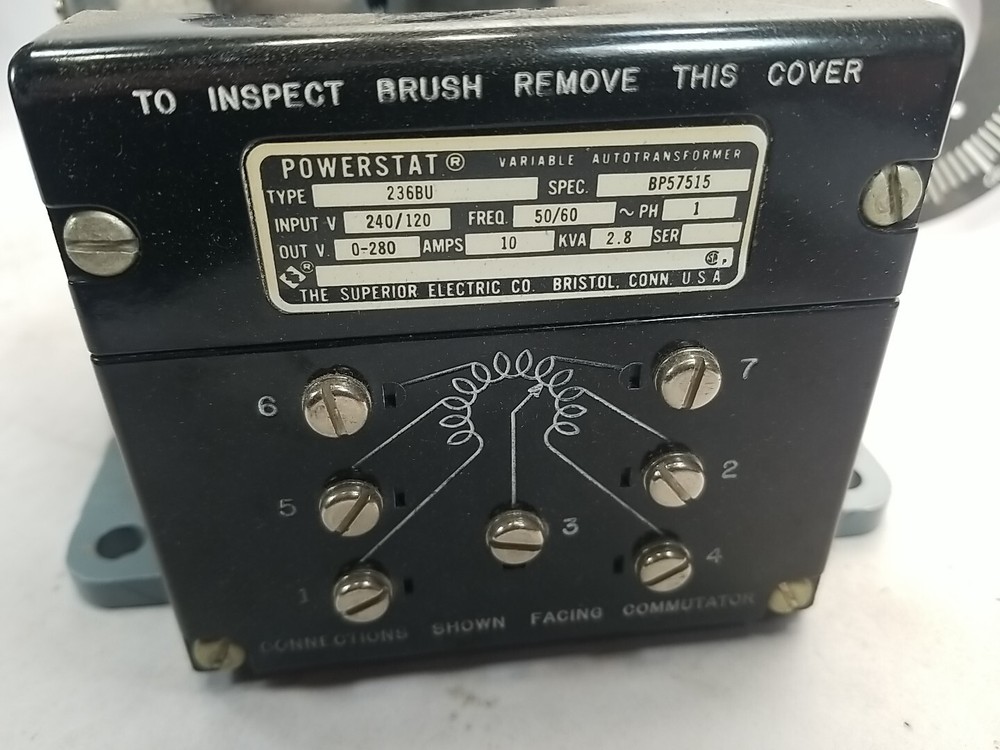 TO INSPECT BRUSH REMOVE THIS COVER
POWERSTAT® VARIABLE AUTOTRANSFORMER
TYPE 236BU SPEC. BP57515
INPUT V 240/120 FREQ. 50/60 ~ PH 1
OUT V. 0-280 AMPS 10 KVA 2.8 SER
®
THE SUPERIOR ELECTRIC CO. BRISTOL, CONN. U.S.A
6
7
5
2
3
1
4
CONNECTIONS SHOWN FACING COMMUTATOR